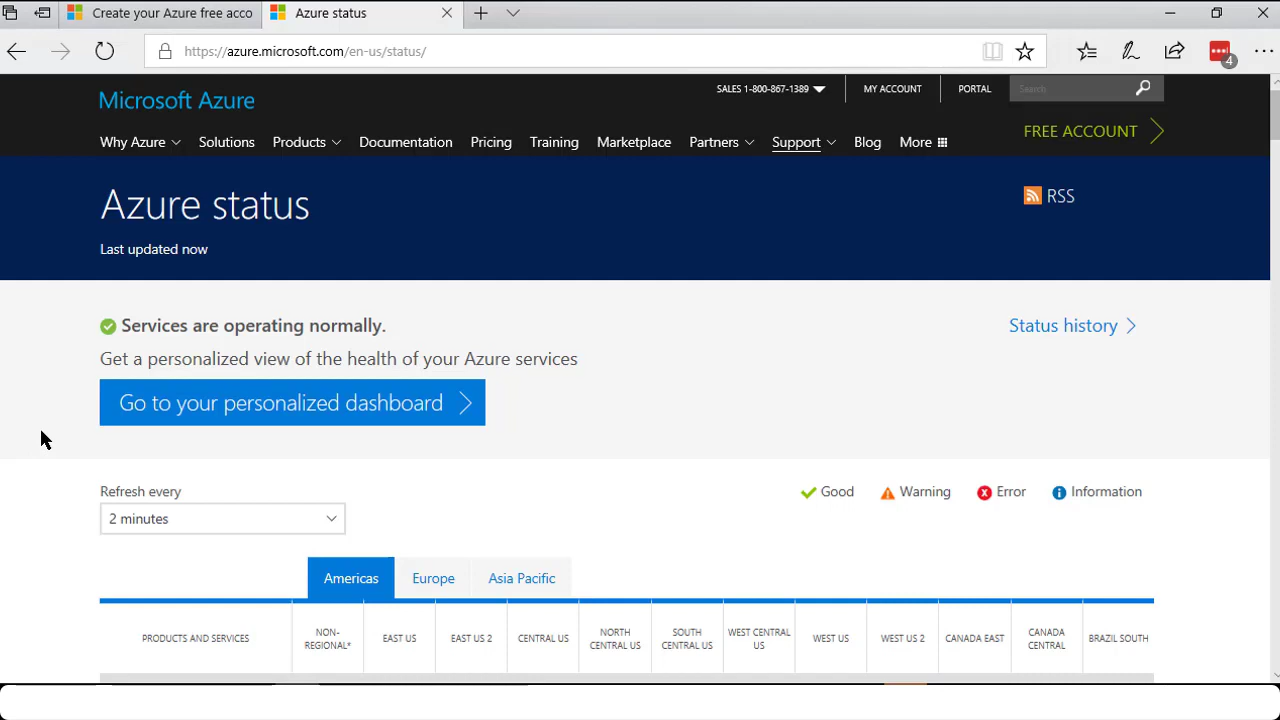 Create your Azure free acco
Azure status
https://azure.microsoft.com/en-us/status/
4
Microsoft Azure
SALES 1-800-867-1389
MY ACCOUNT
PORTAL
Search
FREE ACCOUNT
Why Azure
Solutions
Products
Documentation
Pricing
Training
Marketplace
Partners
Support
Blog
More
Azure status
RSS
Last updated now
Services are operating normally.
Status history
Get a personalized view of the health of your Azure services
Go to your personalized dashboard
Refresh every
2 minutes
Good
Warning
Error
Information
Americas
Europe
Asia Pacific
PRODUCTS AND SERVICES
NON-
REGIONAL*
EAST US
EAST US 2
CENTRAL US
NORTH
CENTRAL US
SOUTH
CENTRAL US
WEST CENTRAL
US
WEST US
WEST US 2
CANADA EAST
CANADA
CENTRAL
BRAZIL SOUTH